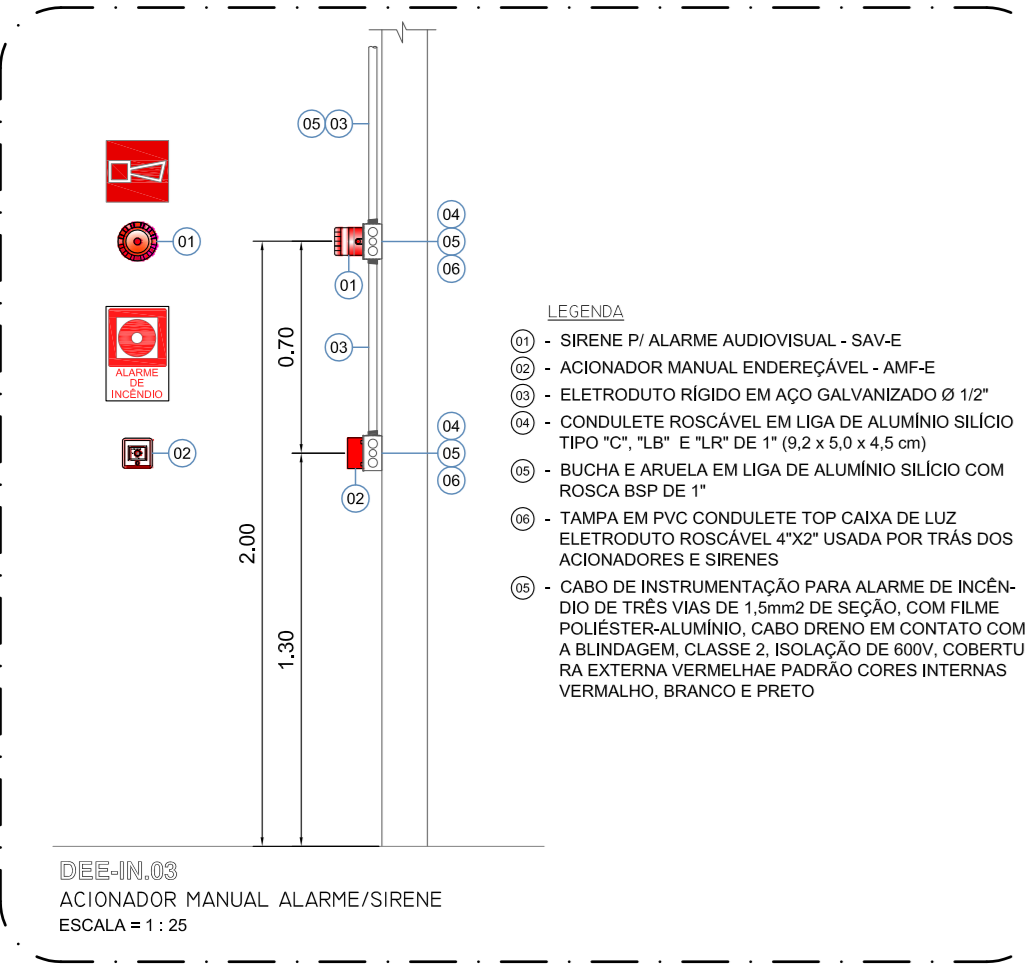 05 03
04
01
05
06
01
0.70
03
ALARME
DE
INCÊNDIO
04
02
05
06
02
2.00
1.30
LEGENDA
01 - SIRENE P/ ALARME AUDIOVISUAL - SAV-E
02 - ACIONADOR MANUAL ENDEREÇÁVEL - AMF-E
03 - ELETRODUTO RÍGIDO EM AÇO GALVANIZADO Ø 1/2"
04 - CONDULETE ROSCÁVEL EM LIGA DE ALUMÍNIO SILÍCIO
TIPO "C", "LB" E "LR" DE 1" (9,2 x 5,0 x 4,5 cm)
05 - BUCHA E ARUELA EM LIGA DE ALUMÍNIO SILÍCIO COM
ROSCA BSP DE 1"
06 - TAMPA EM PVC CONDULETE TOP CAIXA DE LUZ
ELETRODUTO ROSCÁVEL 4"X2" USADA POR TRÁS DOS
ACIONADORES E SIRENES
05 - CABO DE INSTRUMENTAÇÃO PARA ALARME DE INCÊN-
DIO DE TRÊS VIAS DE 1,5mm2 DE SEÇÃO, COM FILME
POLIÉSTER-ALUMÍNIO, CABO DRENO EM CONTATO COM
A BLINDAGEM, CLASSE 2, ISOLAÇÃO DE 600V, COBERTU
RA EXTERNA VERMELHAE PADRÃO CORES INTERNAS
VERMALHO, BRANCO E PRETO
DEE-IN.03
ACIONADOR MANUAL ALARME/SIRENE
ESCALA = 1 : 25